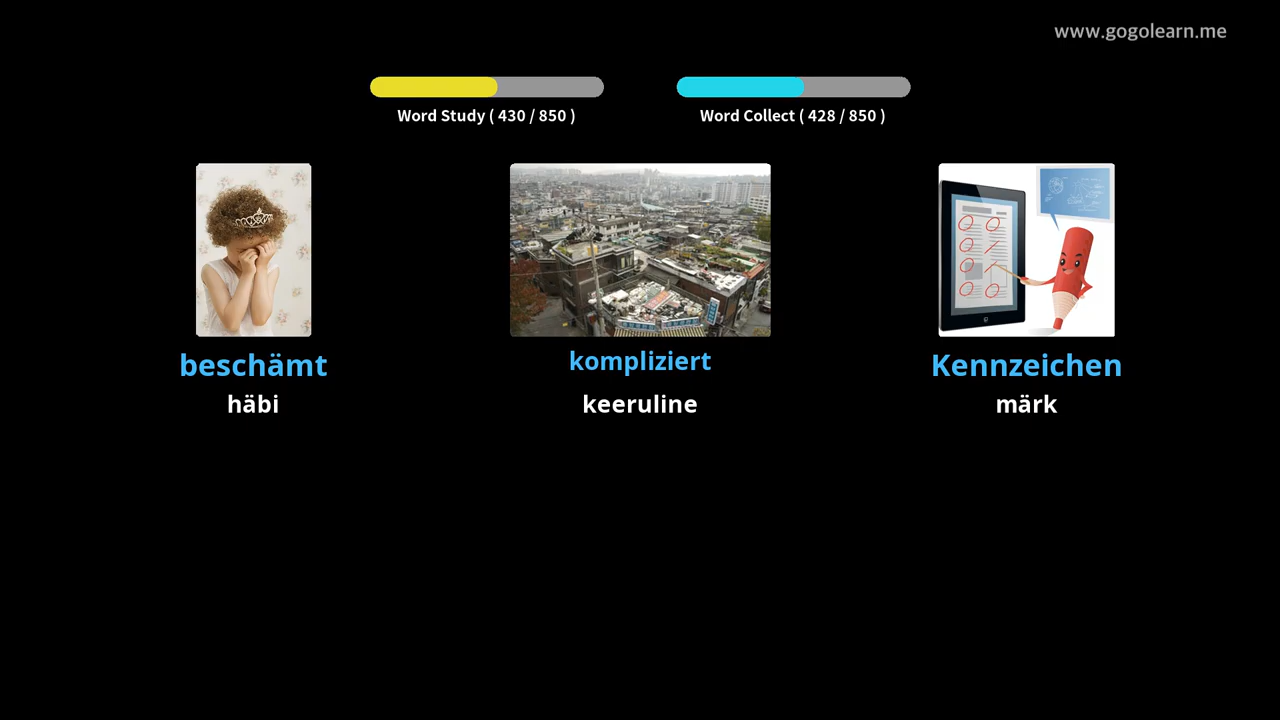 www.gogolearn.me
Word Study ( 430 / 850 )
Word Collect ( 428 / 850 )
beschämt
kompliziert
Kennzeichen
häbi
keeruline
märk